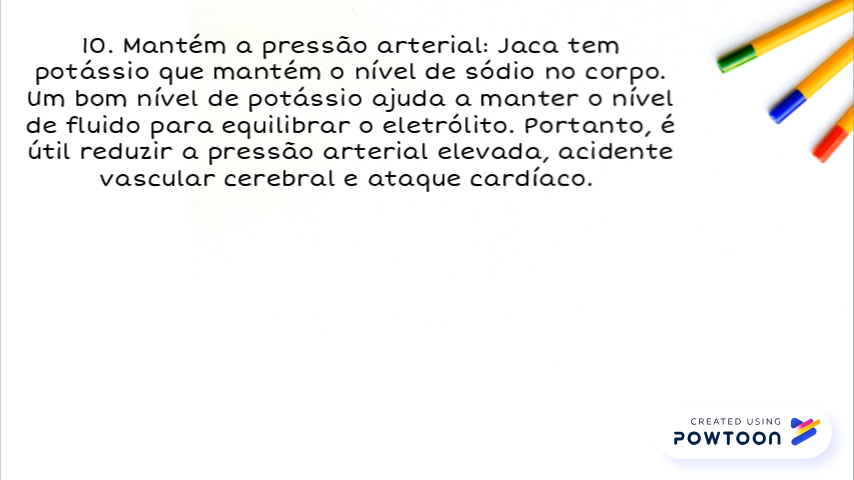 10. Mantém a pressão arterial: Jaca tem
potássio que mantém o nível de sódio no corpo.
Um bom nível de potássio ajuda a manter o nível
de fluido para equilibrar o eletrólito. Portanto, é
útil reduzir a pressão arterial elevada, acidente
vascular cerebral e ataque cardíaco.
CREATED USING
POWTOON